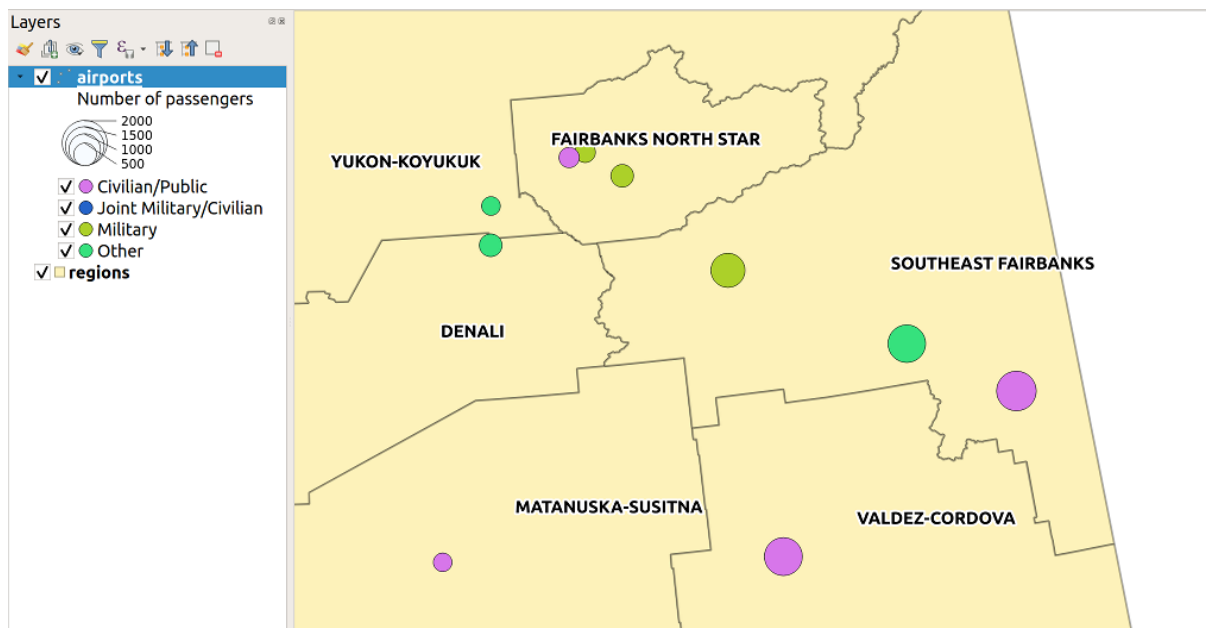 Layers
airports
Number of passengers
2000
1500
1000
500
Civilian/Public
Joint Military/Civilian
Military
Other
regions
FAIRBANKS NORTH STAR
YUKON-KOYUKUK
SOUTHEAST FAIRBANKS
DENALI
MATANUSKA-SUSITNA
VALDEZ-CORDOVA